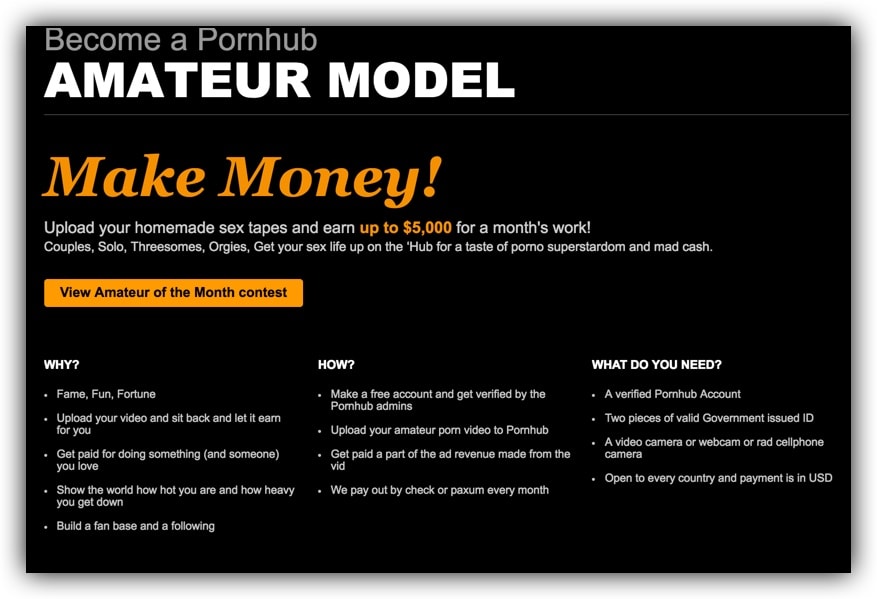 Become a Pornhub
AMATEUR MODEL
Make Money!
Upload your homemade sex tapes and earn up to $5,000 for a month's work!
Couples, Solo, Threesomes, Orgies, Get your sex life up on the 'Hub for a taste of porno superstardom and mad cash.
View Amateur of the Month contest
WHY?
• Fame, Fun, Fortune
• Upload your video and sit back and let it earn
for you
• Get paid for doing something (and someone)
you love
• Show the world how hot you are and how heavy
you get down
• Build a fan base and a following
HOW?
• Make a free account and get verified by the
Pornhub admins
• Upload your amateur porn video to Pornhub
• Get paid a part of the ad revenue made from the
vid
• We pay out by check or paxum every month
WHAT DO YOU NEED?
• A verified Pornhub Account
• Two pieces of valid Government issued ID
• A video camera or webcam or rad cellphone
camera
• Open to every country and payment is in USD